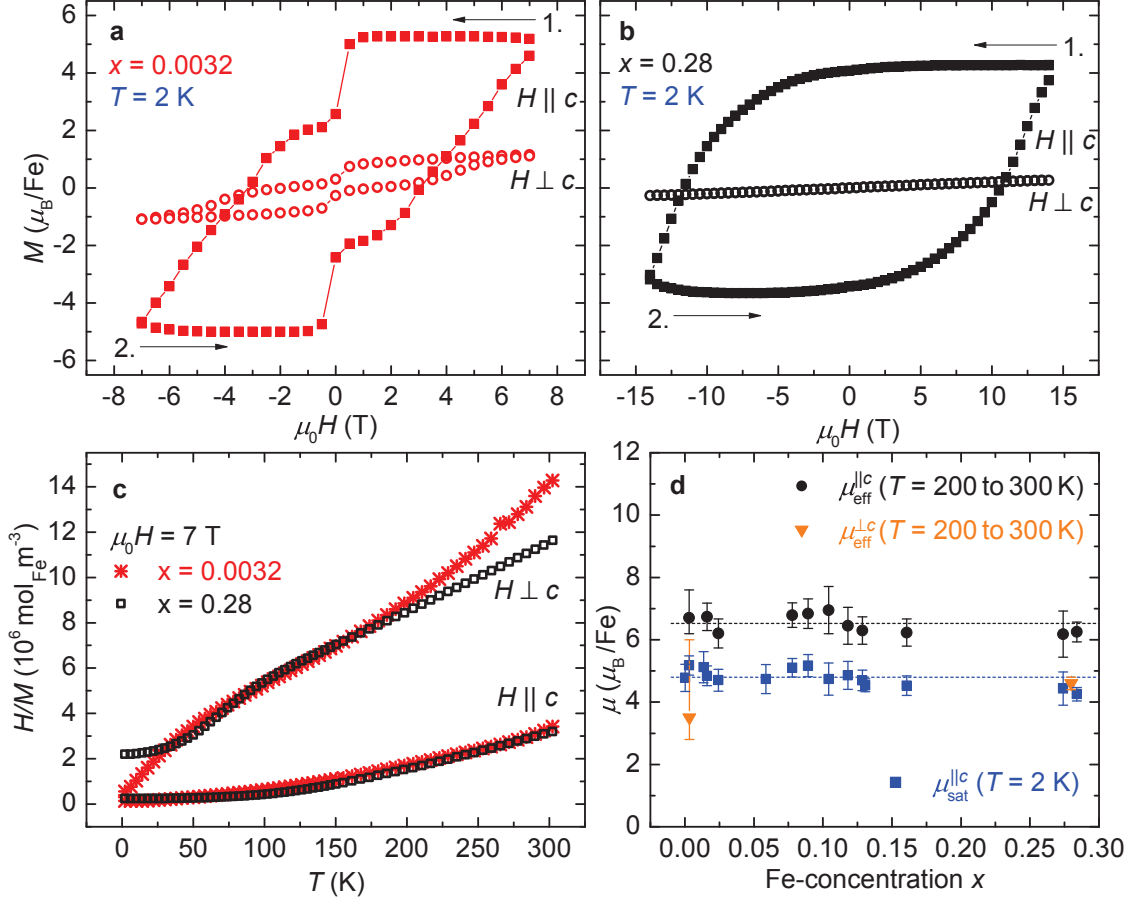 a
x = 0.0032
T = 2 K
1.
H || c
H ⊥ c
2.
M (μB/Fe)
6
4
2
0
-2
-4
-6
-8 -6 -4 -2 0 2 4 6 8
μ0H (T)
b
x = 0.28
T = 2 K
1.
H || c
H ⊥ c
2.
-15 -10 -5 0 5 10 15
μ0H (T)
c
μ0H = 7 T
x = 0.0032
x = 0.28
H ⊥ c
H || c
H/M (10^6 molFe m^-3)
14
12
10
8
6
4
2
0
0 50 100 150 200 250 300
T (K)
d
μeff^||c (T = 200 to 300 K)
μeff^⊥c (T = 200 to 300 K)
μsat^||c (T = 2 K)
μ (μB/Fe)
12
10
8
6
4
2
0
0.00 0.05 0.10 0.15 0.20 0.25 0.30
Fe-concentration x